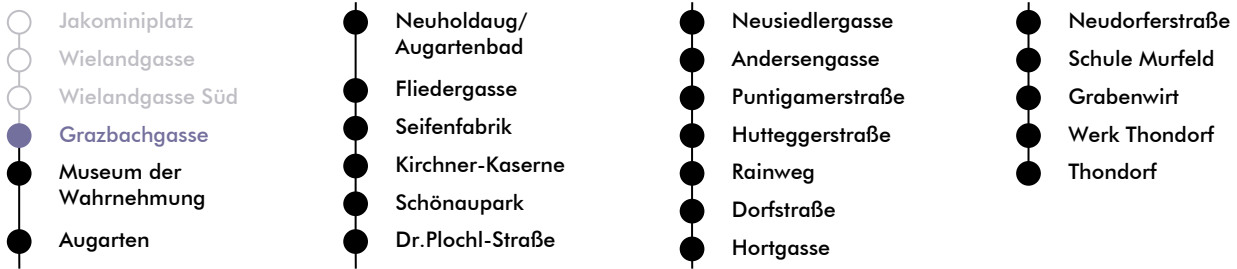 Jakominiplatz
Wielandgasse
Wielandgasse Süd
Grazbachgasse
Museum der
Wahrnehmung
Augarten
Neuholdaug/
Augartenbad
Fliedergasse
Seifenfabrik
Kirchner-Kaserne
Schönaupark
Dr.Plochl-Straße
Neusiedlergasse
Andersengasse
Puntigamerstraße
Hutteggerstraße
Rainweg
Dorfstraße
Hortgasse
Neudorferstraße
Schule Murfeld
Grabenwirt
Werk Thondorf
Thondorf